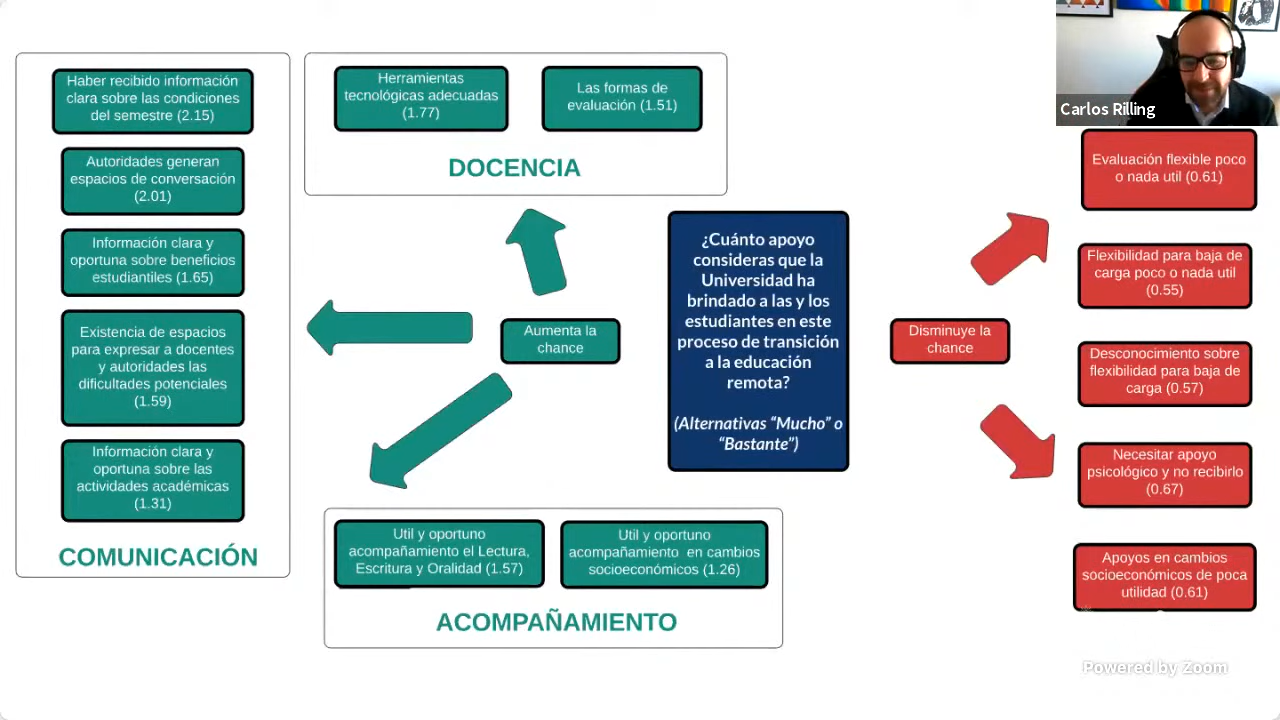 Haber recibido información
clara sobre las condiciones
del semestre (2.15)
Autoridades generan
espacios de conversación
(2.01)
Información clara y
oportuna sobre beneficios
estudiantiles (1.65)
Existencia de espacios
para expresar a docentes
y autoridades las
dificultades potenciales
(1.59)
Información clara y
oportuna sobre las
actividades académicas
(1.31)
COMUNICACIÓN
Herramientas
tecnológicas adecuadas
(1.77)
Las formas de
evaluación (1.51)
DOCENCIA
Aumenta la
chance
Util y oportuno
acompañamiento el Lectura,
Escritura y Oralidad (1.57)
Util y oportuno
acompañamiento en cambios
socioeconómicos (1.26)
ACOMPAÑAMIENTO
¿Cuánto apoyo
consideras que la
Universidad ha
brindado a las y los
estudiantes en este
proceso de transición
a la educación
remota?
(Alternativas “Mucho” o
“Bastante”)
Disminuye la
chance
Carlos Rilling
Evaluación flexible poco
o nada util (0.61)
Flexibilidad para baja de
carga poco o nada util
(0.55)
Desconocimiento sobre
flexibilidad para baja de
carga (0.57)
Necesitar apoyo
psicológico y no recibirlo
(0.67)
Apoyos en cambios
socioeconómicos de poca
utilidad (0.61)
Powered by Zoom